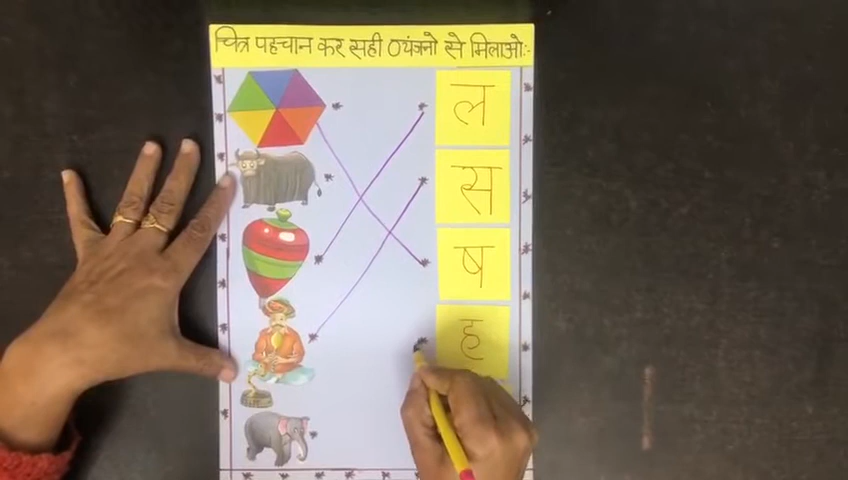 चित्र पहचान कर सही व्यंजनो से मिलाओ:-
ल
स
ष
ह